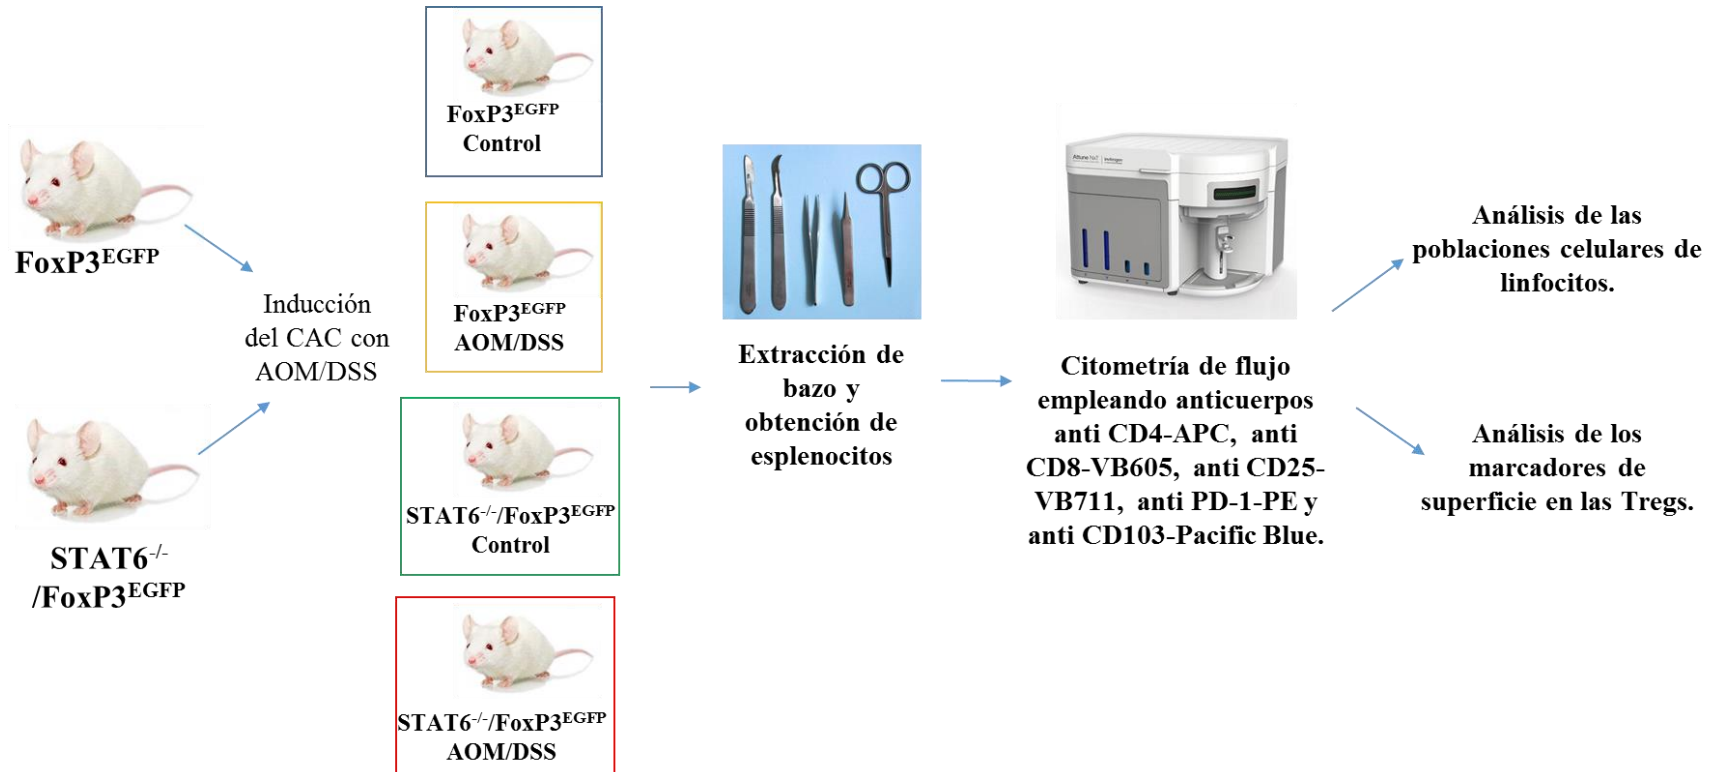 FoxP3EGFP
STAT6-/-
/FoxP3EGFP
Inducción
del CAC con
AOM/DSS
FoxP3EGFP
Control
FoxP3EGFP
AOM/DSS
STAT6-/-/FoxP3EGFP
Control
STAT6-/-/FoxP3EGFP
AOM/DSS
Extracción de
bazo y
obtención de
esplenocitos
Attune NxT
Citometría de flujo
empleando anticuerpos
anti CD4-APC, anti
CD8-VB605, anti CD25-
VB711, anti PD-1-PE y
anti CD103-Pacific Blue.
Análisis de las
poblaciones celulares de
linfocitos.
Análisis de los
marcadores de
superficie en las Tregs.